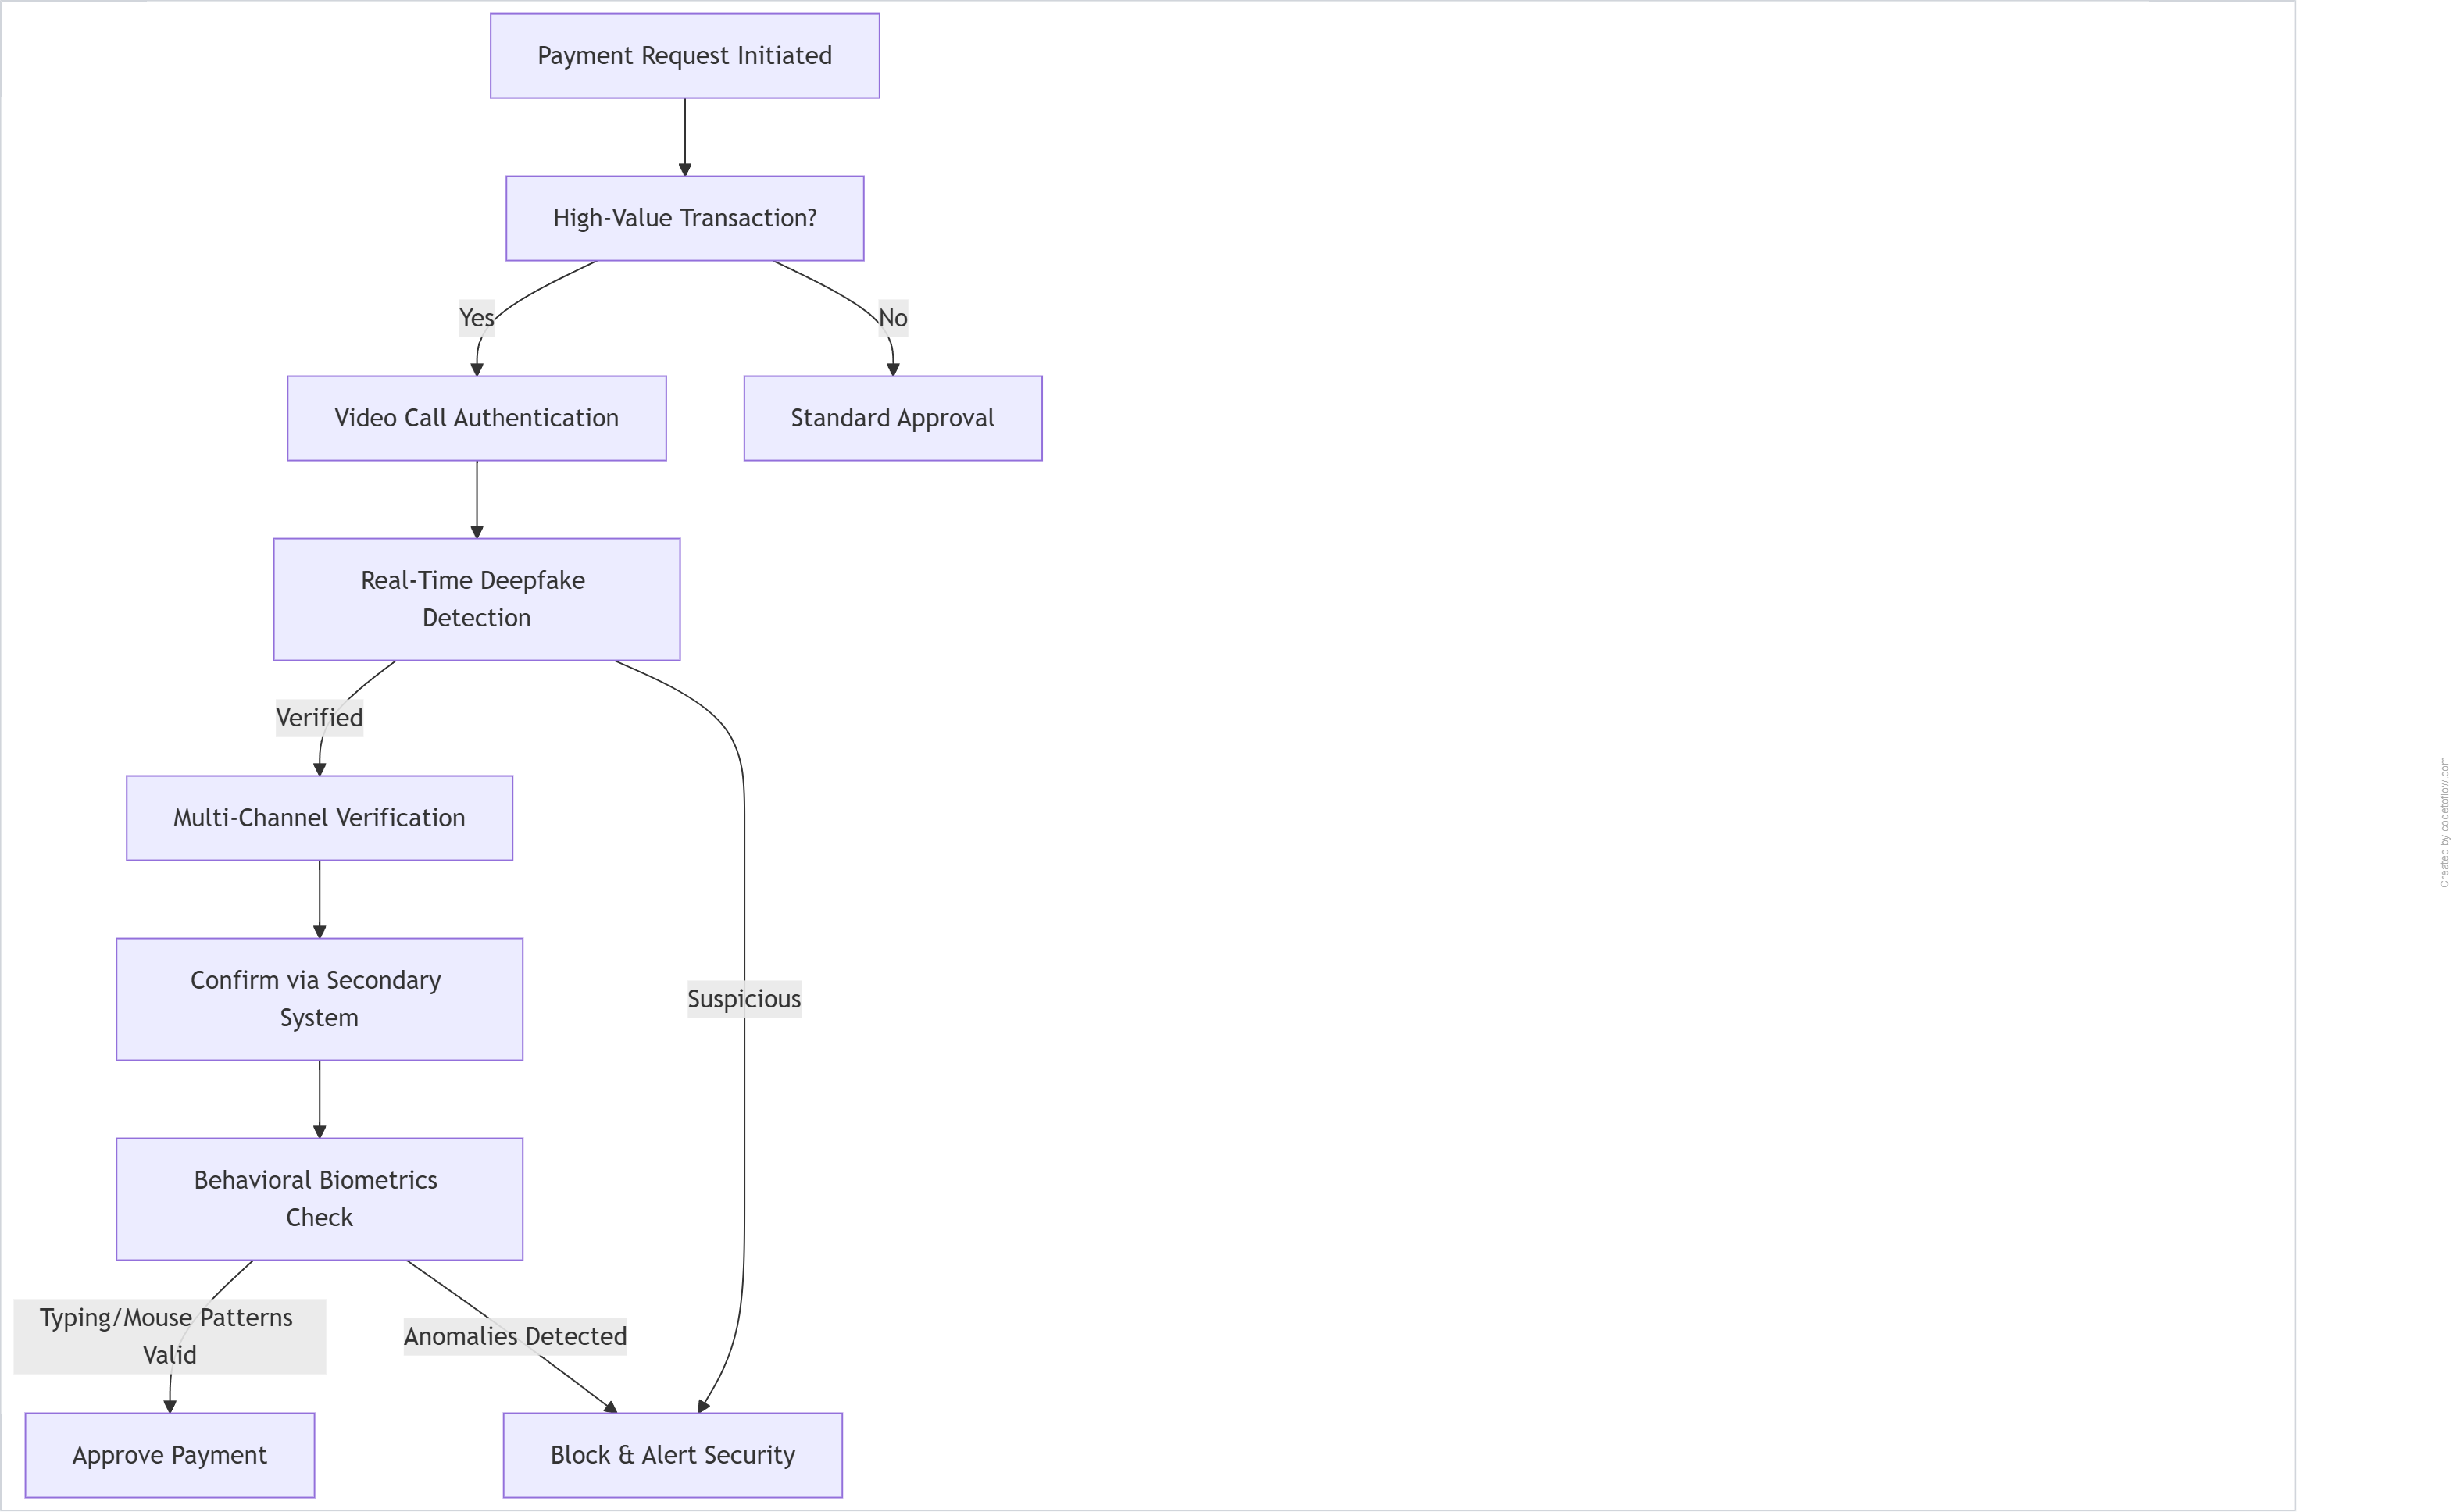 Payment Request Initiated
High-Value Transaction?
Yes
No
Video Call Authentication
Standard Approval
Real-Time Deepfake
Detection
Verified
Multi-Channel Verification
Confirm via Secondary
System
Suspicious
Behavioral Biometrics
Check
Typing/Mouse Patterns
Valid
Anomalies Detected
Approve Payment
Block & Alert Security
Created by codetoflow.com